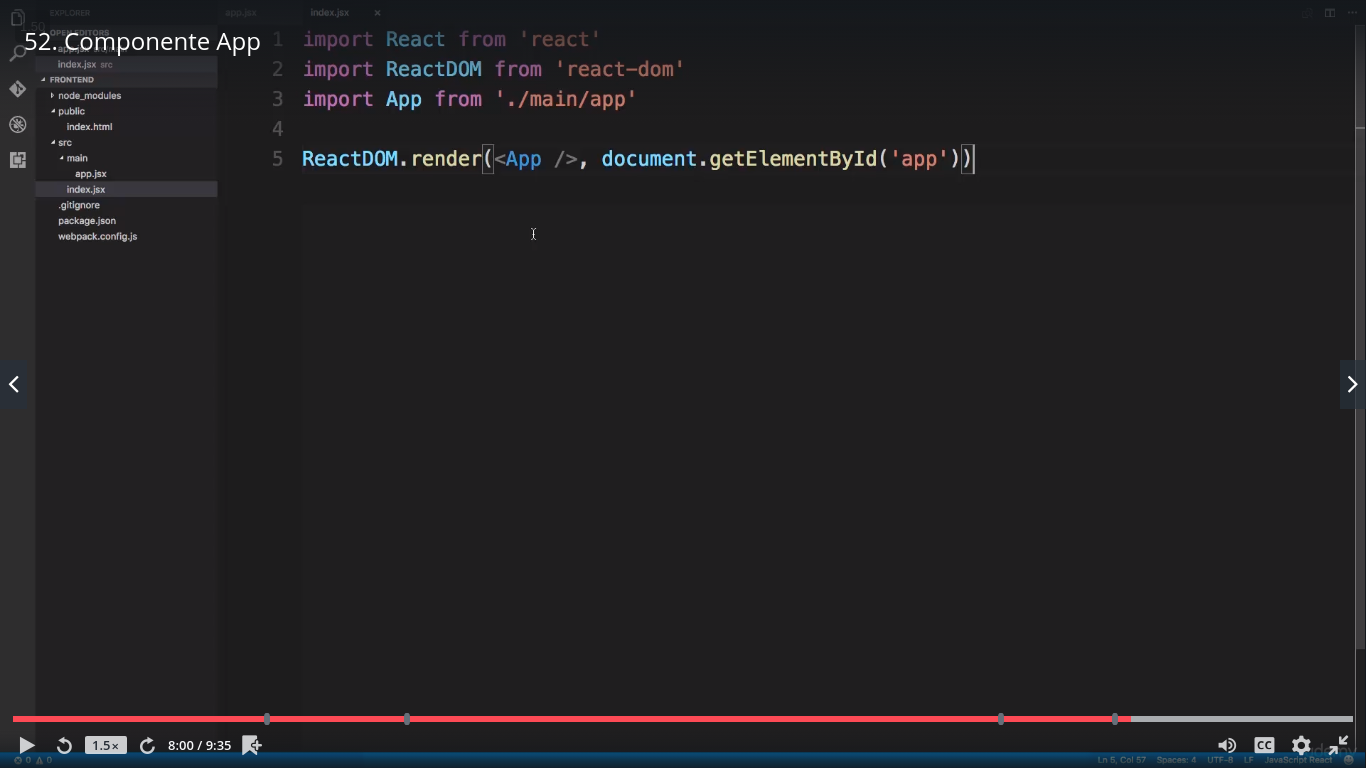 EXPLORER
OPEN EDITORS
app.jsx
index.jsx src
FRONTEND
node_modules
public
index.html
src
main
app.jsx
index.jsx
.gitignore
package.json
webpack.config.js
52. Componente App
app.jsx index.jsx ×
1 import React from 'react'
2 import ReactDOM from 'react-dom'
3 import App from './main/app'
4
5 ReactDOM.render(<App />, document.getElementById('app'))
1.5× 8:00 / 9:35 CC
0 0 Ln 5, Col 57 Spaces: 4 UTF-8 LF JavaScript React